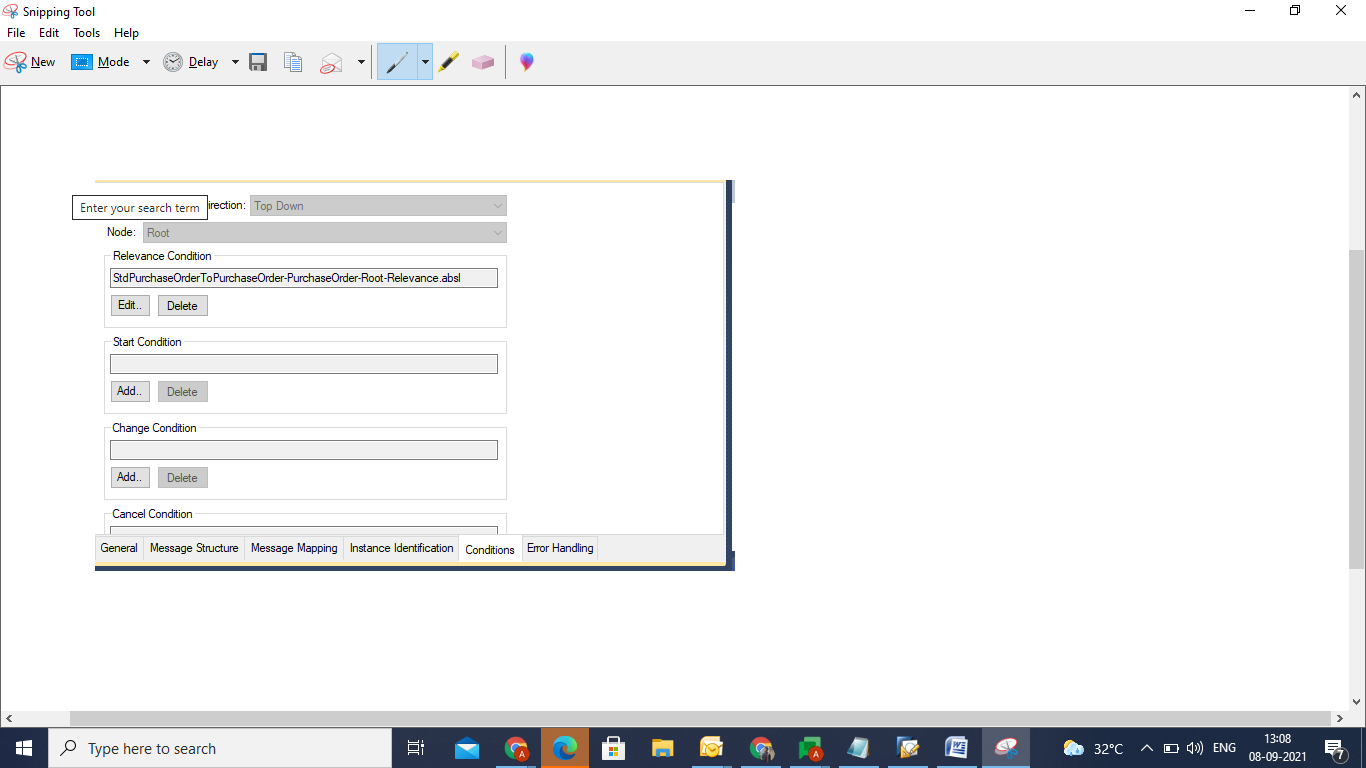 Snipping Tool
File Edit Tools Help
New Mode Delay
Enter your search term
irection: Top Down
Node: Root
Relevance Condition
StdPurchaseOrderToPurchaseOrder-PurchaseOrder-Root-Relevance.absl
Edit.. Delete
Start Condition
Add.. Delete
Change Condition
Add.. Delete
Cancel Condition
General Message Structure Message Mapping Instance Identification Conditions Error Handling
Type here to search
32°C ENG
13:08
08-09-2021
7